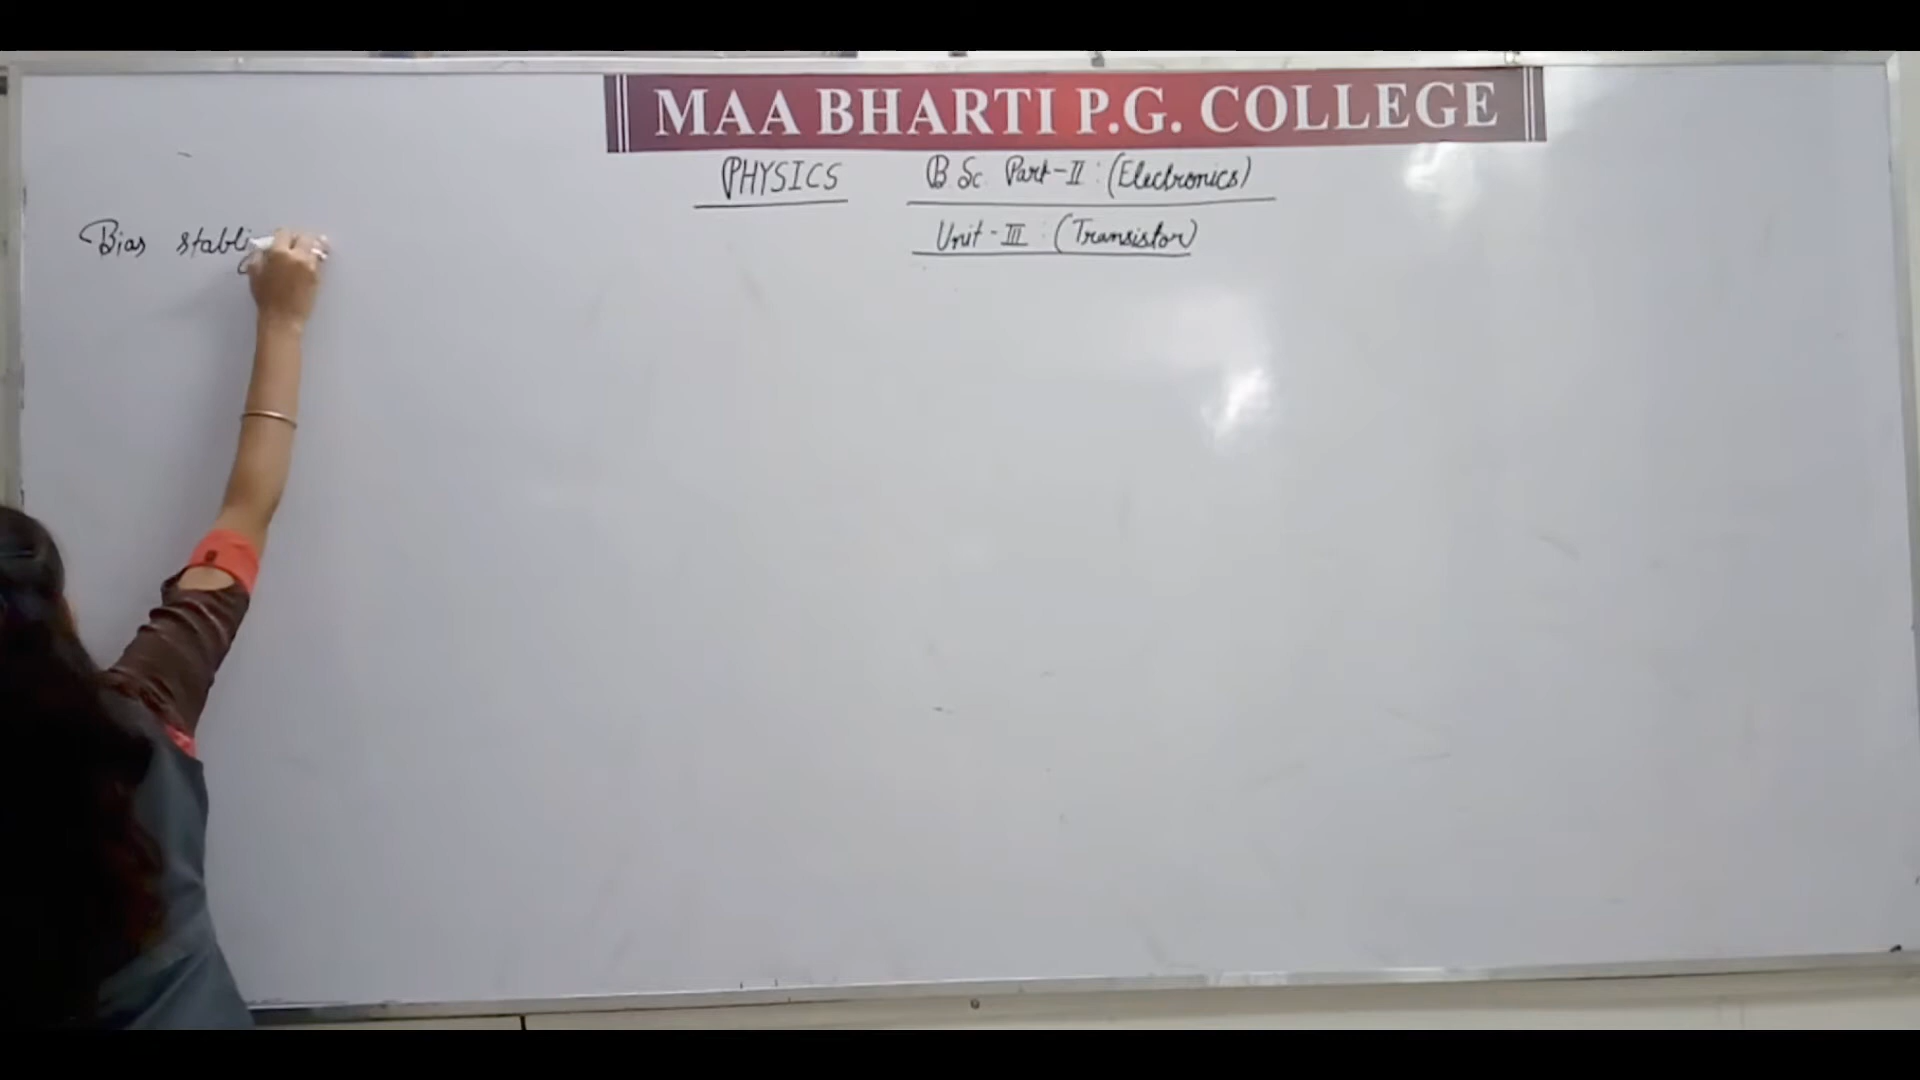 MAA BHARTI P.G. COLLEGE
PHYSICS B.Sc. Part-II : (Electronics)
Unit-III : (Transistor)
Bias